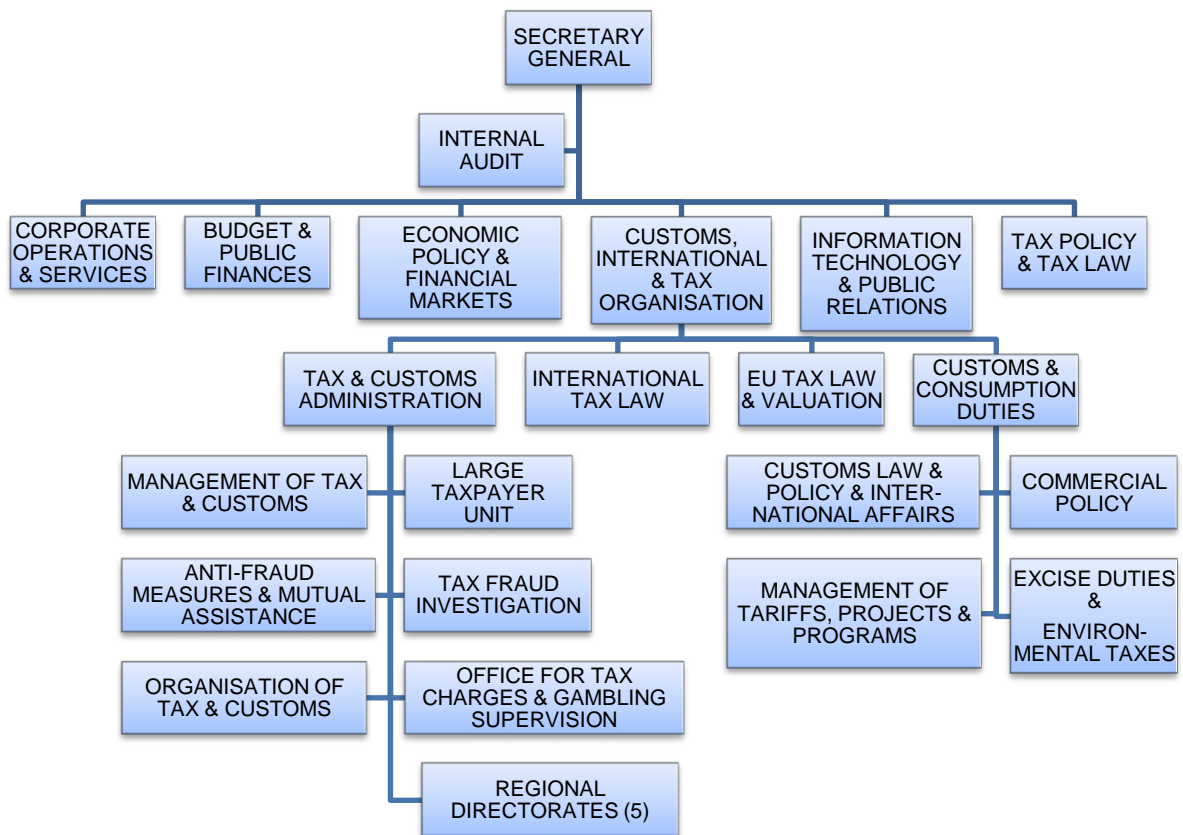 SECRETARY
GENERAL
INTERNAL
AUDIT
CORPORATE
OPERATIONS
& SERVICES
BUDGET &
PUBLIC
FINANCES
ECONOMIC
POLICY &
FINANCIAL
MARKETS
CUSTOMS,
INTERNATIONAL
& TAX
ORGANISATION
INFORMATION
TECHNOLOGY
& PUBLIC
RELATIONS
TAX POLICY
& TAX LAW
TAX & CUSTOMS
ADMINISTRATION
INTERNATIONAL
TAX LAW
EU TAX LAW
& VALUATION
CUSTOMS &
CONSUMPTION
DUTIES
MANAGEMENT OF TAX
& CUSTOMS
LARGE
TAXPAYER
UNIT
CUSTOMS LAW &
POLICY & INTER-
NATIONAL AFFAIRS
COMMERCIAL
POLICY
ANTI-FRAUD
MEASURES & MUTUAL
ASSISTANCE
TAX FRAUD
INVESTIGATION
MANAGEMENT OF
TARIFFS, PROJECTS &
PROGRAMS
EXCISE DUTIES
&
ENVIRON-
MENTAL TAXES
ORGANISATION OF
TAX & CUSTOMS
OFFICE FOR TAX
CHARGES & GAMBLING
SUPERVISION
REGIONAL
DIRECTORATES (5)